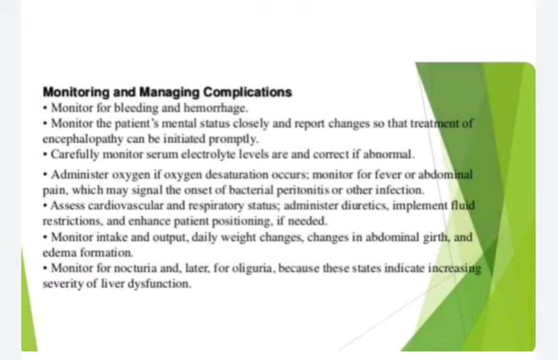 Monitoring and Managing Complications
• Monitor for bleeding and hemorrhage.
• Monitor the patient's mental status closely and report changes so that treatment of
encephalopathy can be initiated promptly.
• Carefully monitor serum electrolyte levels are and correct if abnormal.
• Administer oxygen if oxygen desaturation occurs; monitor for fever or abdominal
pain, which may signal the onset of bacterial peritonitis or other infection.
• Assess cardiovascular and respiratory status; administer diuretics, implement fluid
restrictions, and enhance patient positioning, if needed.
• Monitor intake and output, daily weight changes, changes in abdominal girth, and
edema formation.
• Monitor for nocturia and, later, for oliguria, because these states indicate increasing
severity of liver dysfunction.